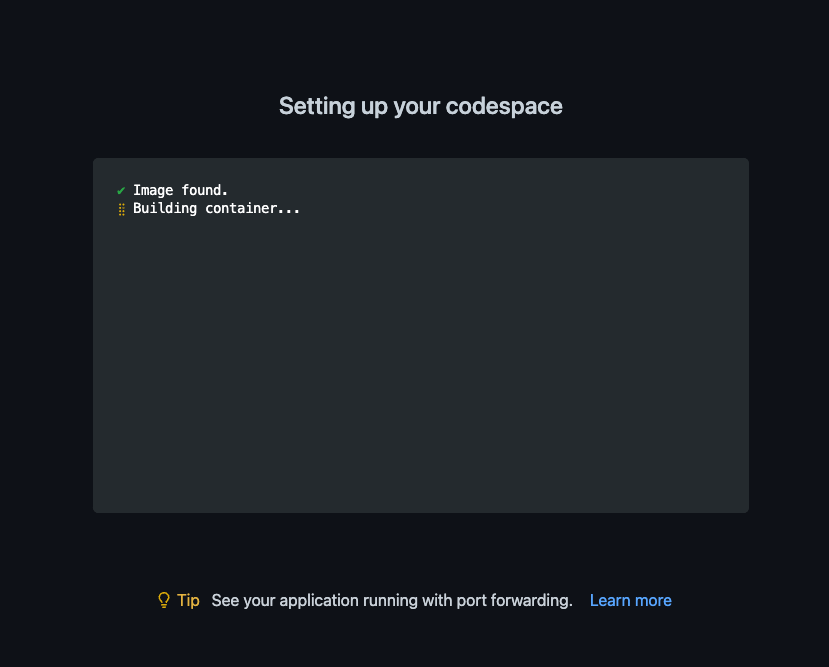 Setting up your codespace
✔ Image found.
⣿ Building container...
Tip See your application running with port forwarding. Learn more